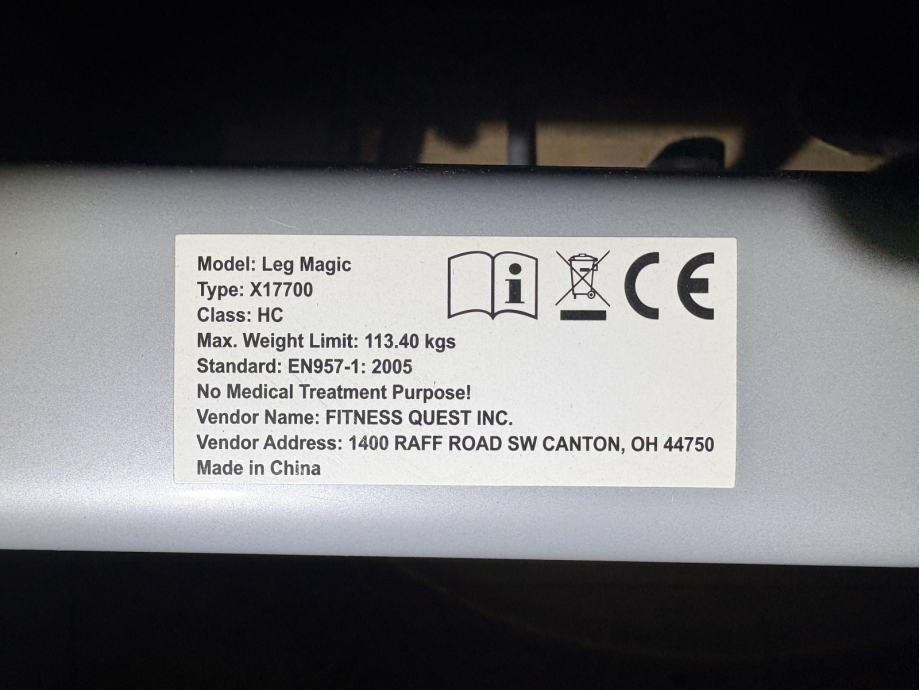 Model: Leg Magic
Type: X17700
Class: HC
Max. Weight Limit: 113.40 kgs
Standard: EN957-1: 2005
No Medical Treatment Purpose!
Vendor Name: FITNESS QUEST INC.
Vendor Address: 1400 RAFF ROAD SW CANTON, OH 44750
Made in China
i
CE